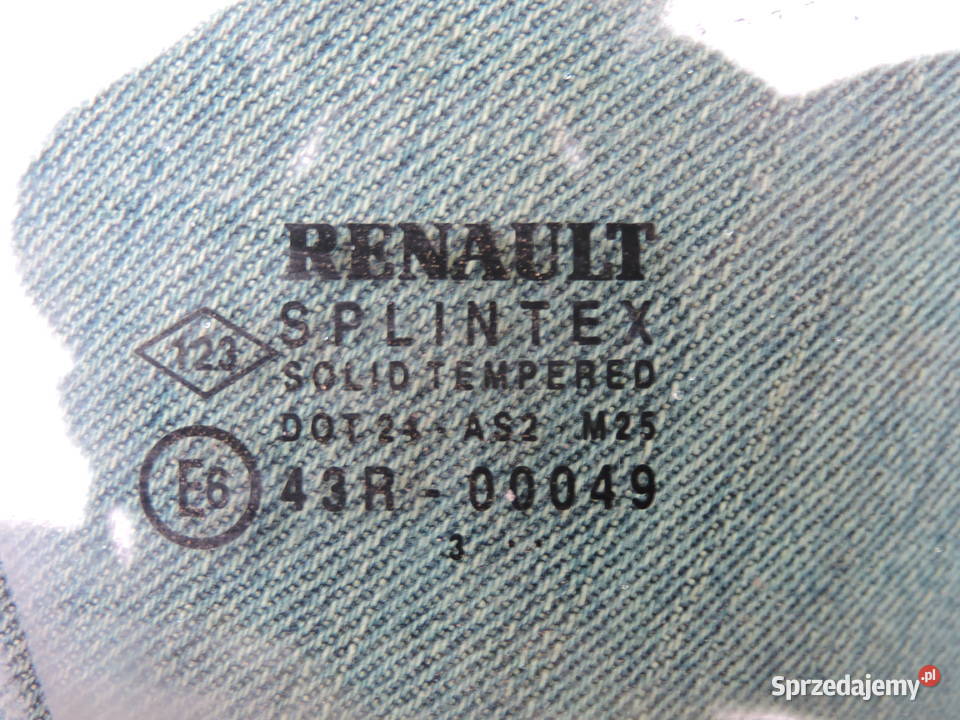 RENAULT
SPLINTEX
123
SOLID TEMPERED
DOT 24 - AS2 - M25
E6
43R - 00049
3 . .
Sprzedajemy.pl